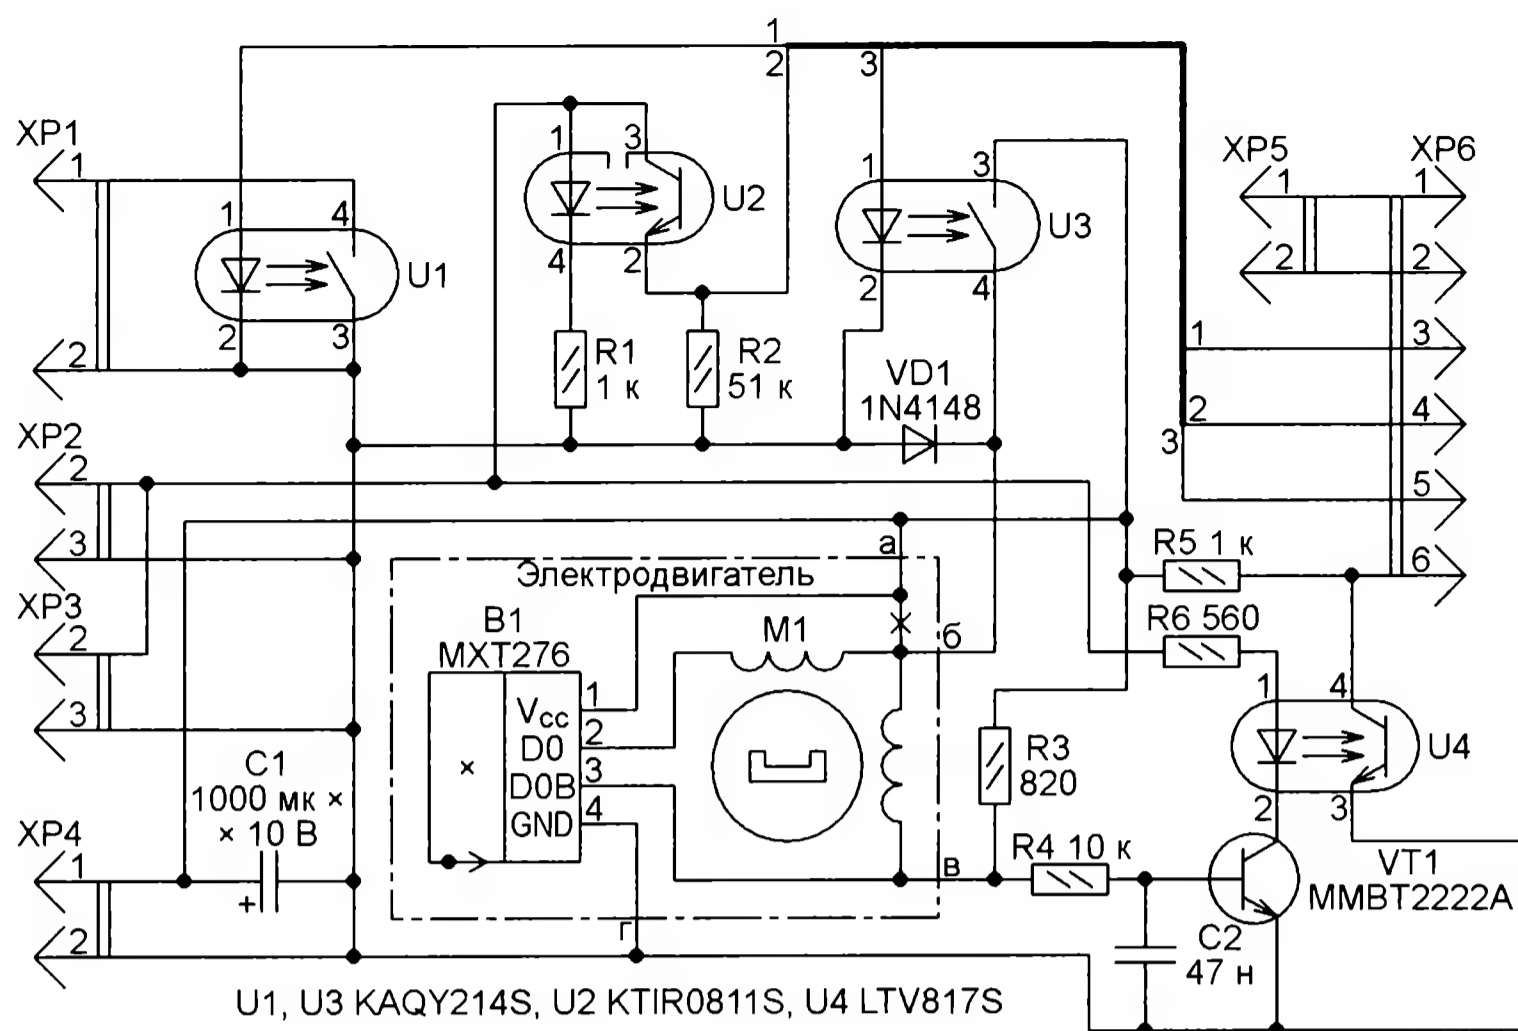 1
2
3
XP1
1
2
1
4
2
3
U1
1
3
4
2
U2
1
3
2
4
U3
R1
1 к
R2
51 к
VD1
1N4148
XP5
1
2
XP6
1
2
3
4
5
6
1
2
3
XP2
2
3
XP3
2
3
XP4
1
2
C1
1000 мк ×
× 10 В
+
Электродвигатель
B1
MXT276
×
VCC
D0
D0B
GND
1
2
3
4
M1
а
б
в
г
R3
820
R4 10 к
R5 1 к
R6 560
1
4
2
3
U4
VT1
MMBT2222A
C2
47 н
U1, U3 KAQY214S, U2 KTIR0811S, U4 LTV817S